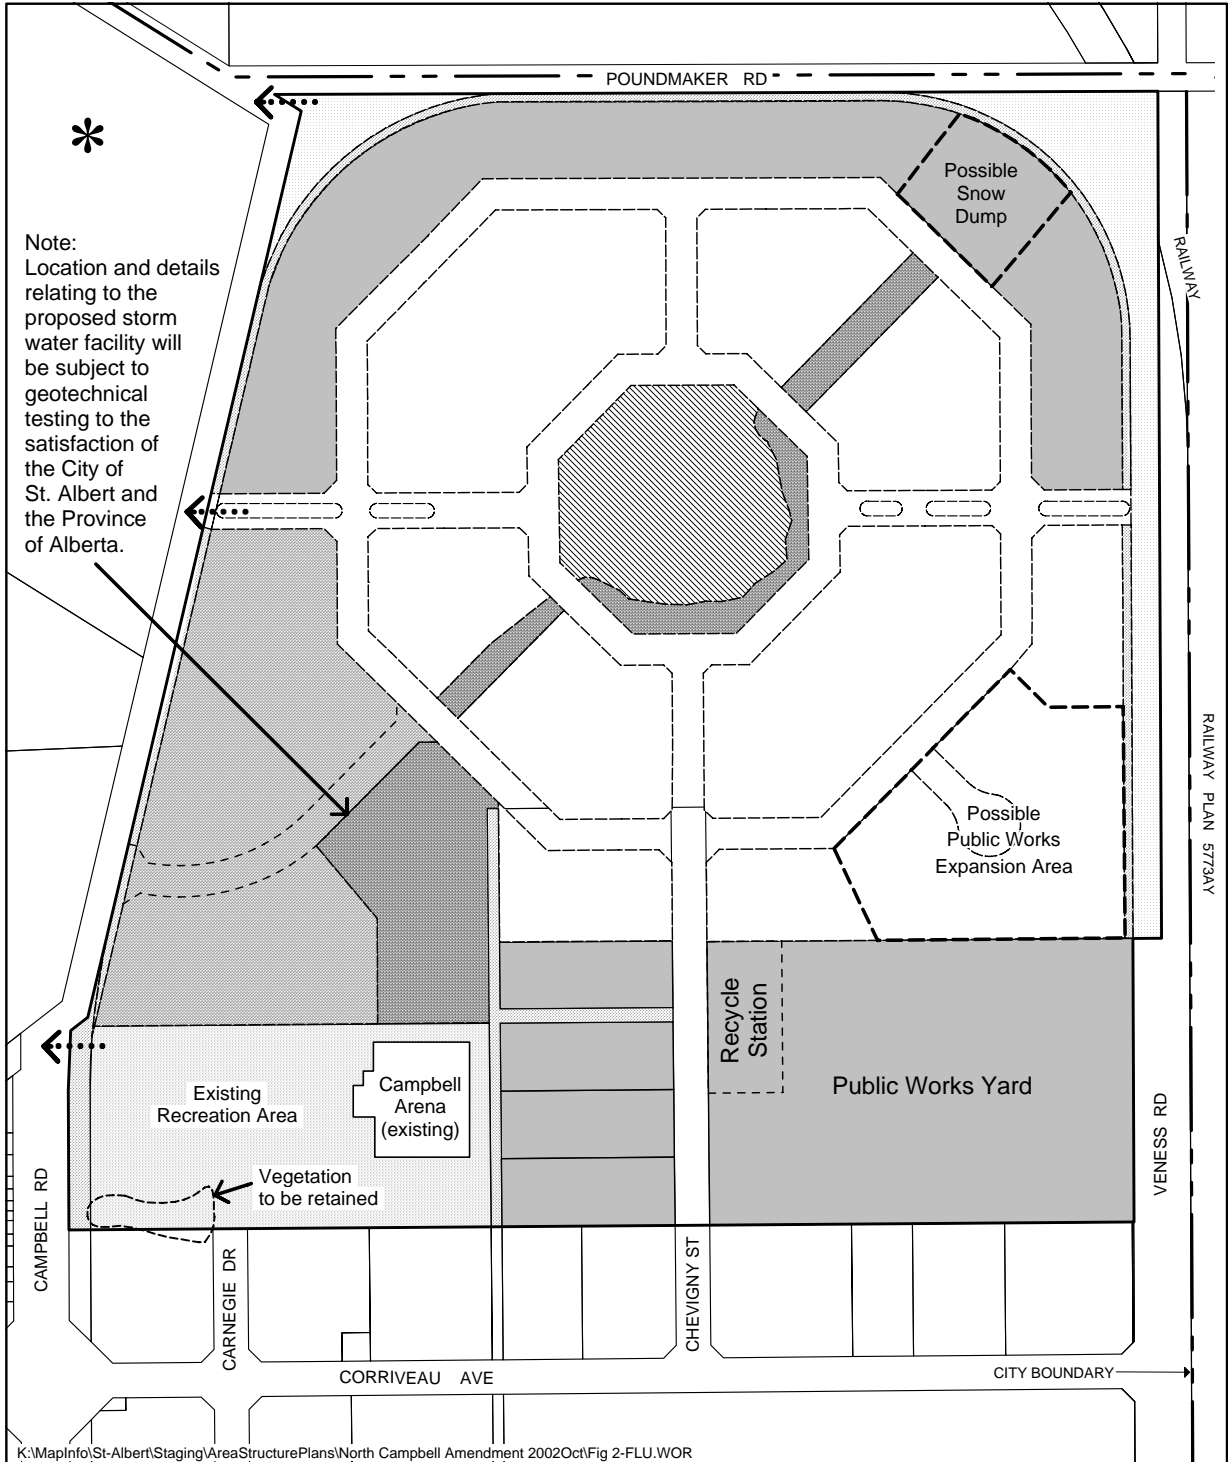 POUNDMAKER RD
*
Possible
Snow
Dump
RAILWAY
Note:
Location and details
relating to the
proposed storm
water facility will
be subject to
geotechnical
testing to the
satisfaction of
the City of
St. Albert and
the Province
of Alberta.
RAILWAY PLAN 5773AY
Possible
Public Works
Expansion Area
Recycle
Station
Public Works Yard
Existing
Recreation Area
Campbell
Arena
(existing)
Vegetation
to be retained
CAMPBELL RD
VENESS RD
CARNEGIE DR
CHEVIGNY ST
CORRIVEAU AVE
CITY BOUNDARY
K:\MapInfo\St-Albert\Staging\AreaStructurePlans\North Campbell Amendment 2002Oct\Fig 2-FLU.WOR